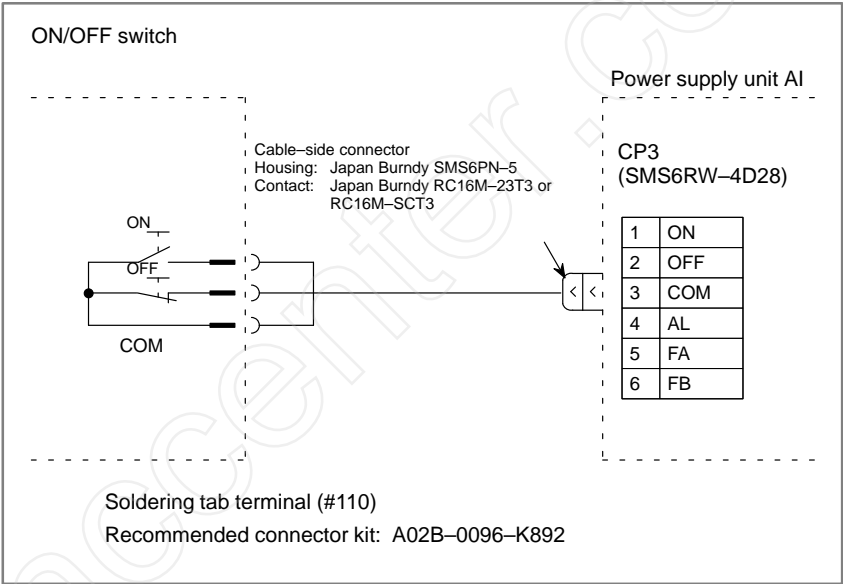 ON/OFF switch
Power supply unit AI
Cable–side connector
Housing: Japan Burndy SMS6PN–5
Contact: Japan Burndy RC16M–23T3 or
RC16M–SCT3
CP3
(SMS6RW–4D28)
ON
OFF
COM
1 ON
2 OFF
3 COM
4 AL
5 FA
6 FB
Soldering tab terminal (#110)
Recommended connector kit: A02B–0096–K892